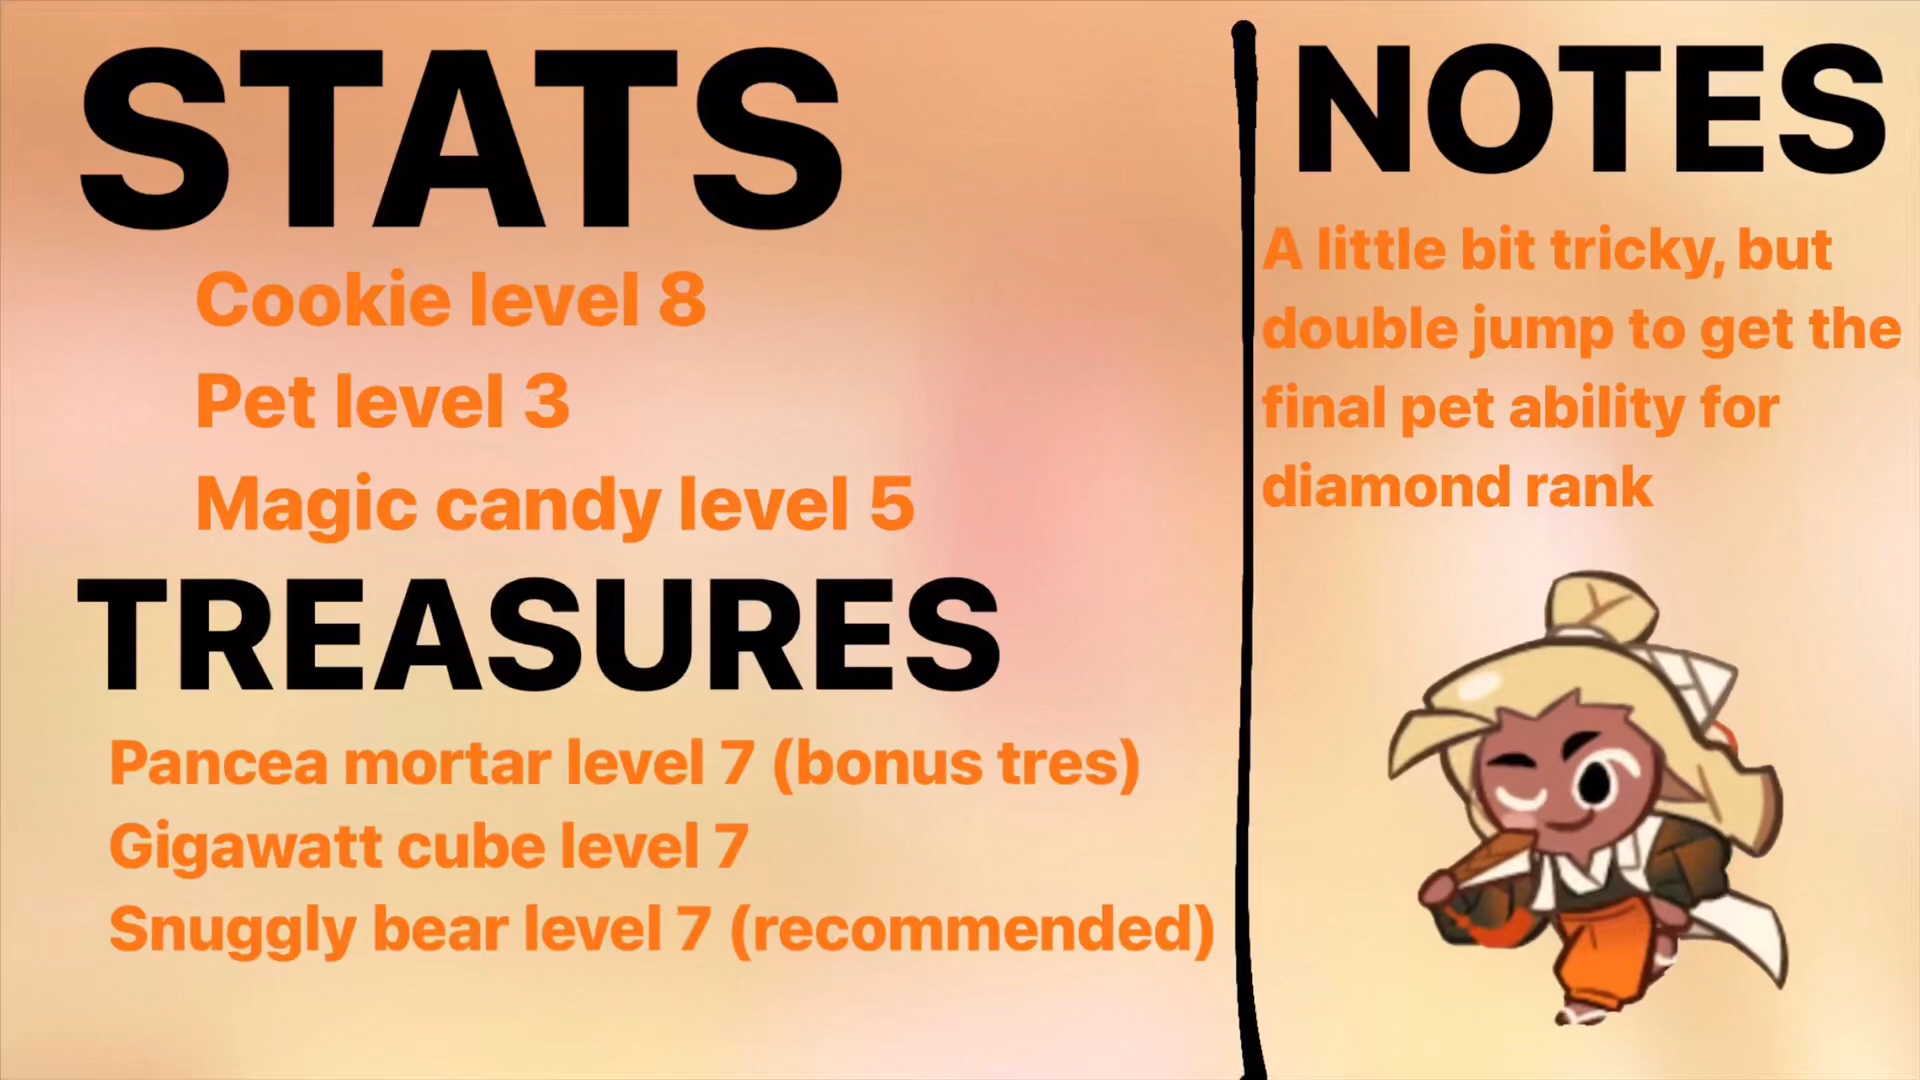 STATS
Cookie level 8
Pet level 3
Magic candy level 5
TREASURES
Pancea mortar level 7 (bonus tres)
Gigawatt cube level 7
Snuggly bear level 7 (recommended)
NOTES
A little bit tricky, but
double jump to get the
final pet ability for
diamond rank